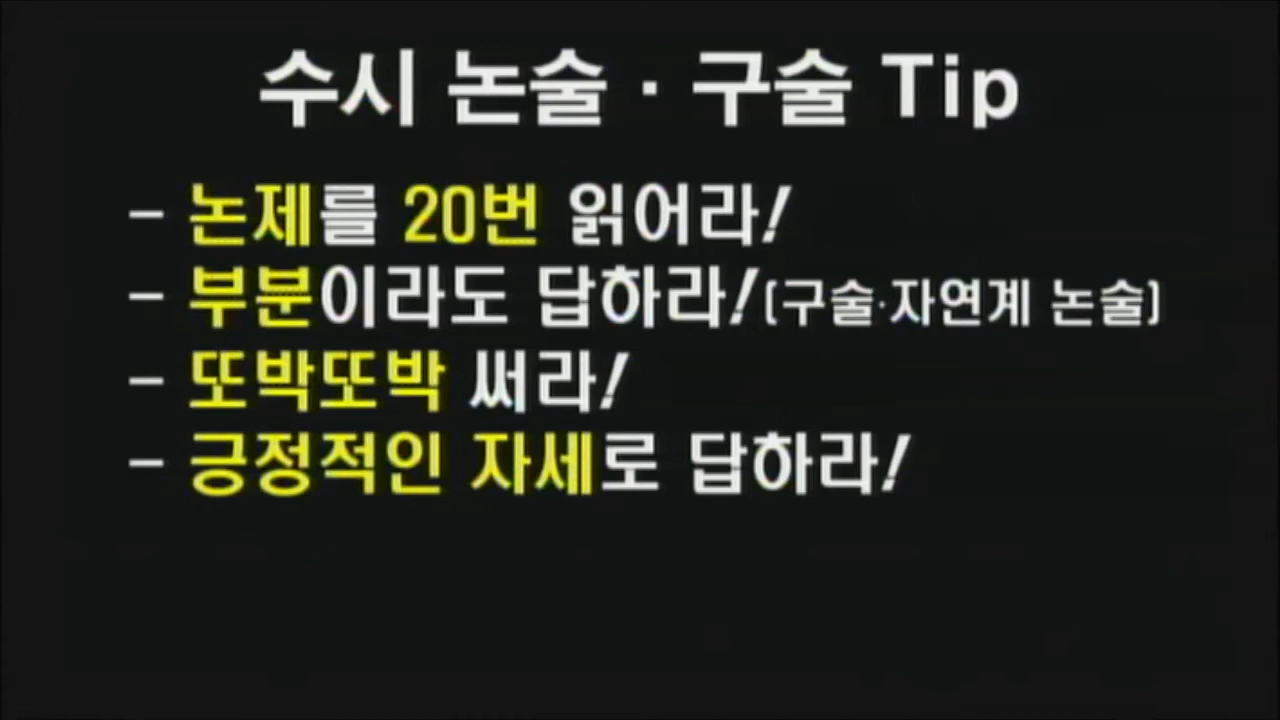 수시 논술 · 구술 Tip
- 논제를 20번 읽어라!
- 부분이라도 답하라!(구술·자연계 논술)
- 또박또박 써라!
- 긍정적인 자세로 답하라!